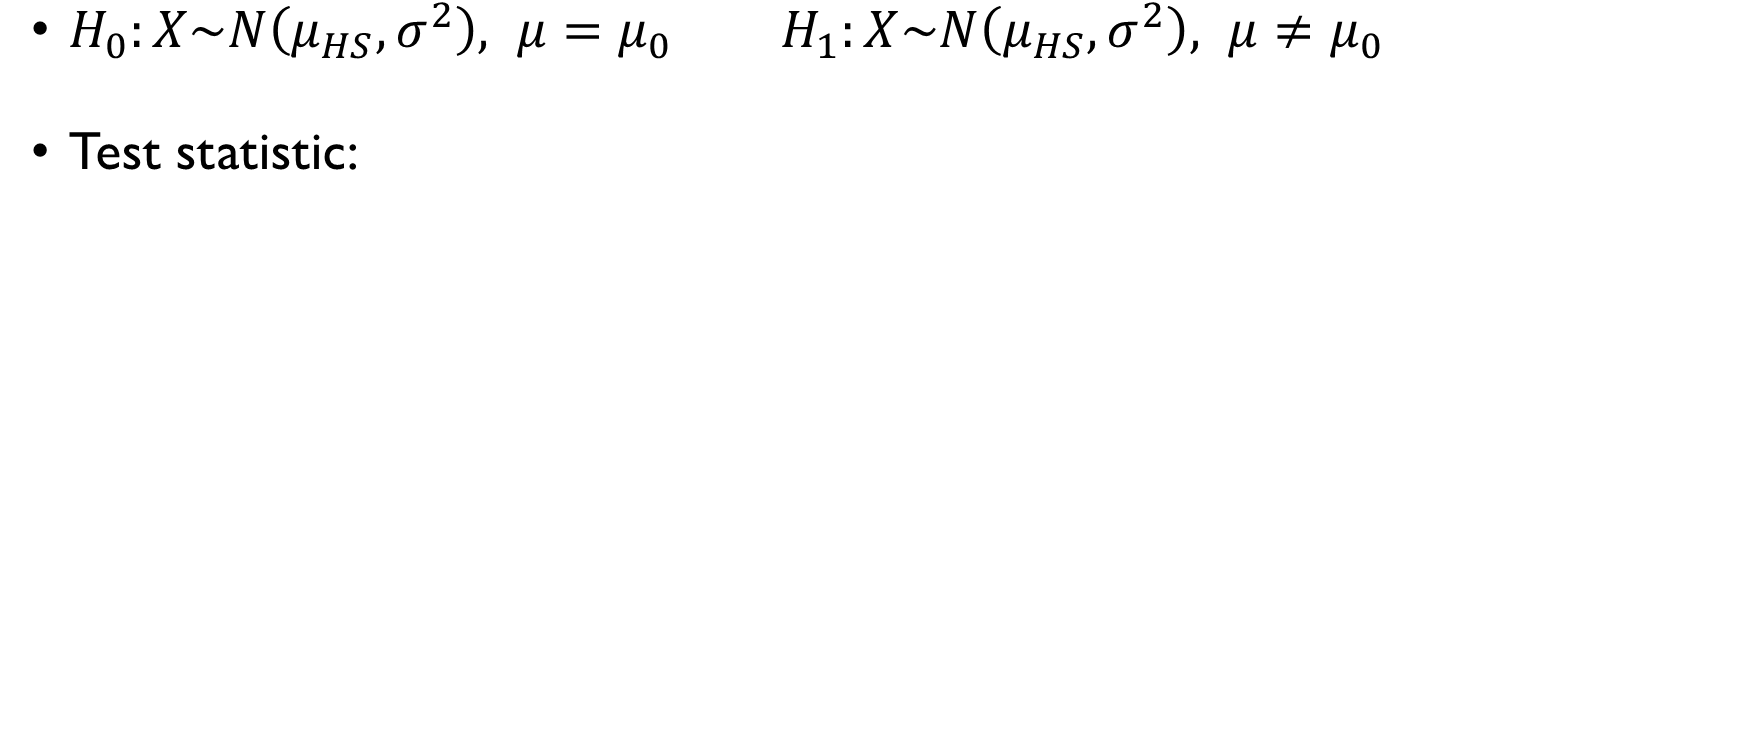 • H₀: X~N(μ_HS, σ²), μ = μ₀ H₁: X~N(μ_HS, σ²), μ ≠ μ₀
• Test statistic: